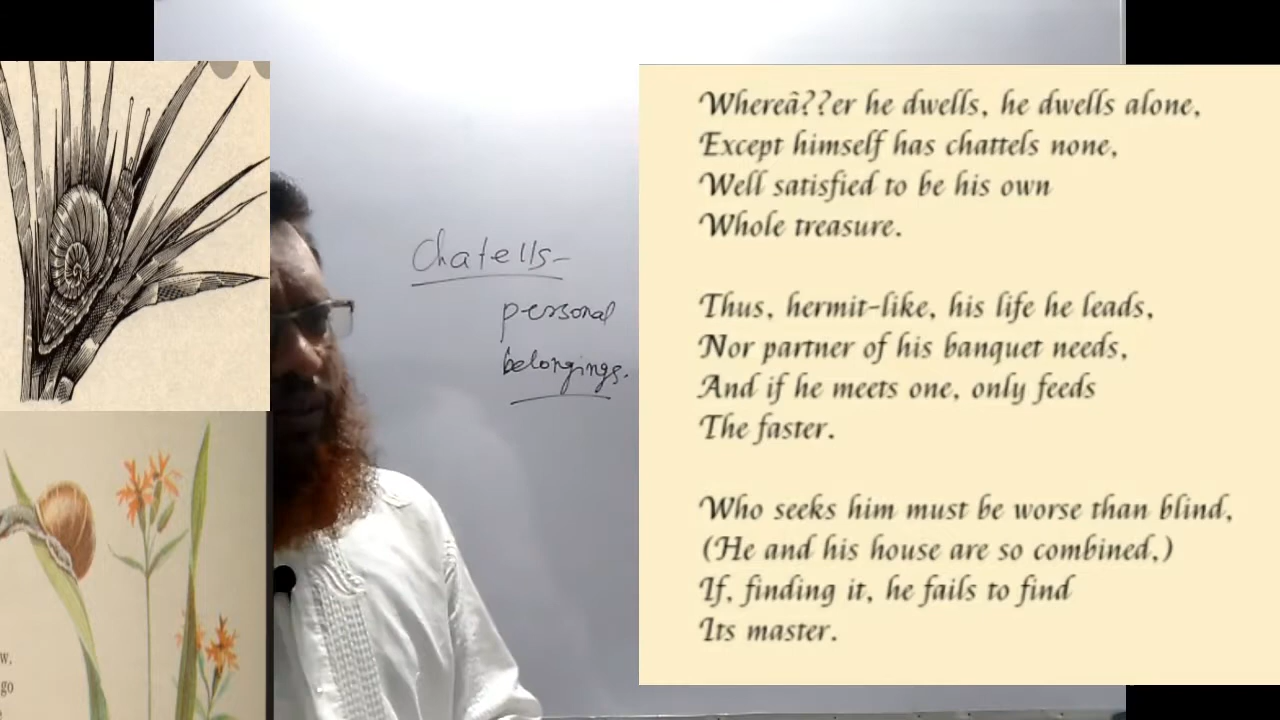 Chatells-
personal
belongings.
Whereâ??er he dwells, he dwells alone,
Except himself has chattels none,
Well satisfied to be his own
Whole treasure.
Thus, hermit-like, his life he leads,
Nor partner of his banquet needs,
And if he meets one, only feeds
The faster.
Who seeks him must be worse than blind,
(He and his house are so combined,)
If, finding it, he fails to find
Its master.
w.
go